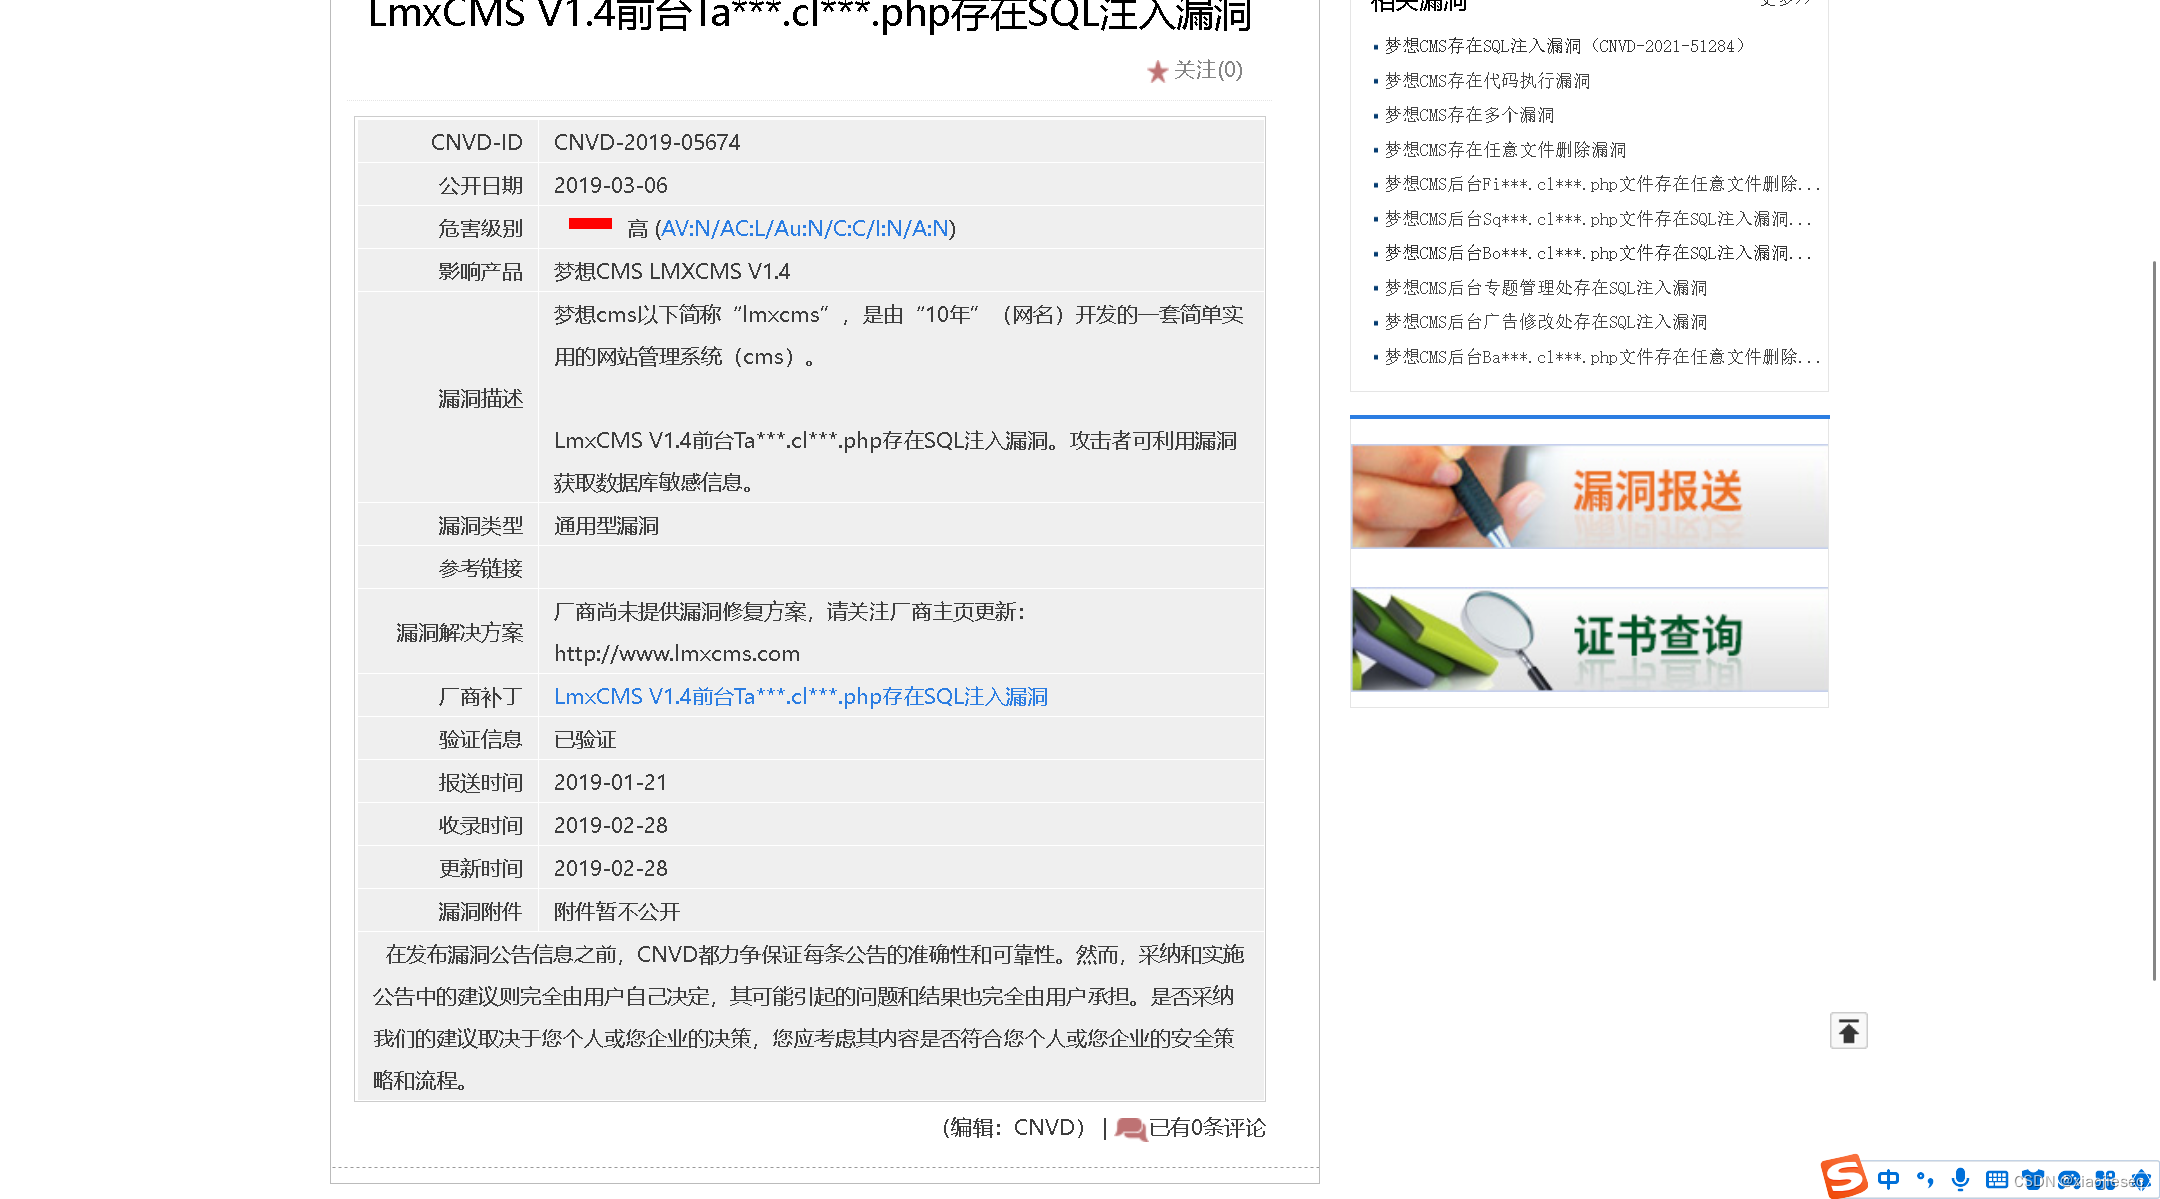 LmxCMS V1.4前台Ta***.cl***.php存在SQL注入漏洞
关注(0)
CNVD-ID CNVD-2019-05674
公开日期 2019-03-06
危害级别 高 (AV:N/AC:L/Au:N/C:C/I:N/A:N)
影响产品 梦想CMS LMXCMS V1.4
漏洞描述
梦想cms以下简称“lmxcms”，是由“10年”（网名）开发的一套简单实
用的网站管理系统（cms）。
LmxCMS V1.4前台Ta***.cl***.php存在SQL注入漏洞。攻击者可利用漏洞
获取数据库敏感信息。
漏洞类型 通用型漏洞
参考链接
漏洞解决方案
厂商尚未提供漏洞修复方案，请关注厂商主页更新：
http://www.lmxcms.com
厂商补丁 LmxCMS V1.4前台Ta***.cl***.php存在SQL注入漏洞
验证信息 已验证
报送时间 2019-01-21
收录时间 2019-02-28
更新时间 2019-02-28
漏洞附件 附件暂不公开
在发布漏洞公告信息之前，CNVD都力争保证每条公告的准确性和可靠性。然而，采纳和实施
公告中的建议则完全由用户自己决定，其可能引起的问题和结果也完全由用户承担。是否采纳
我们的建议取决于您个人或您企业的决策，您应考虑其内容是否符合您个人或您企业的安全策
略和流程。
(编辑：CNVD) | 已有0条评论
相关漏洞 更多>>
梦想CMS存在SQL注入漏洞（CNVD-2021-51284）
梦想CMS存在代码执行漏洞
梦想CMS存在多个漏洞
梦想CMS存在任意文件删除漏洞
梦想CMS后台Fi***.cl***.php文件存在任意文件删除...
梦想CMS后台Sq***.cl***.php文件存在SQL注入漏洞...
梦想CMS后台Bo***.cl***.php文件存在SQL注入漏洞...
梦想CMS后台专题管理处存在SQL注入漏洞
梦想CMS后台广告修改处存在SQL注入漏洞
梦想CMS后台Ba***.cl***.php文件存在任意文件删除...
漏洞报送
证书查询
S 中